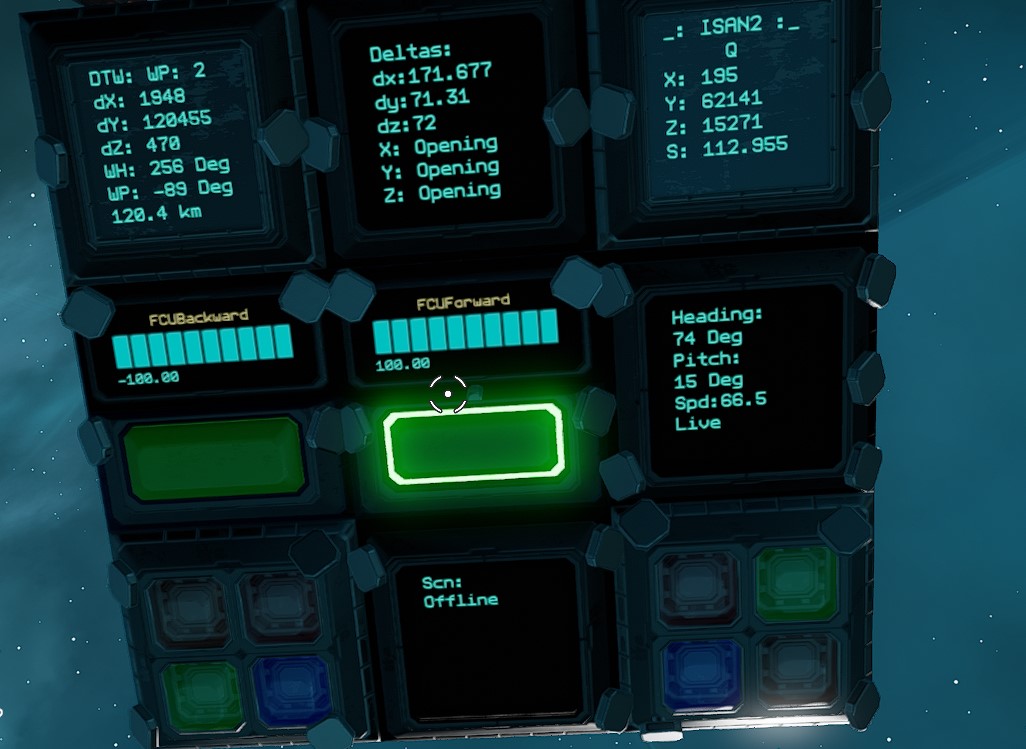 DTW: WP: 2
dX: 1948
dY: 120455
dZ: 470
WH: 256 Deg
WP: -89 Deg
120.4 km
Deltas:
dx:171.677
dy:71.31
dz:72
X: Opening
Y: Opening
Z: Opening
_: ISAN2 :_
Q
X: 195
Y: 62141
Z: 15271
S: 112.955
FCUBackward
-100.00
FCUForward
100.00
Heading:
74 Deg
Pitch:
15 Deg
Spd:66.5
Live
Scn:
Offline